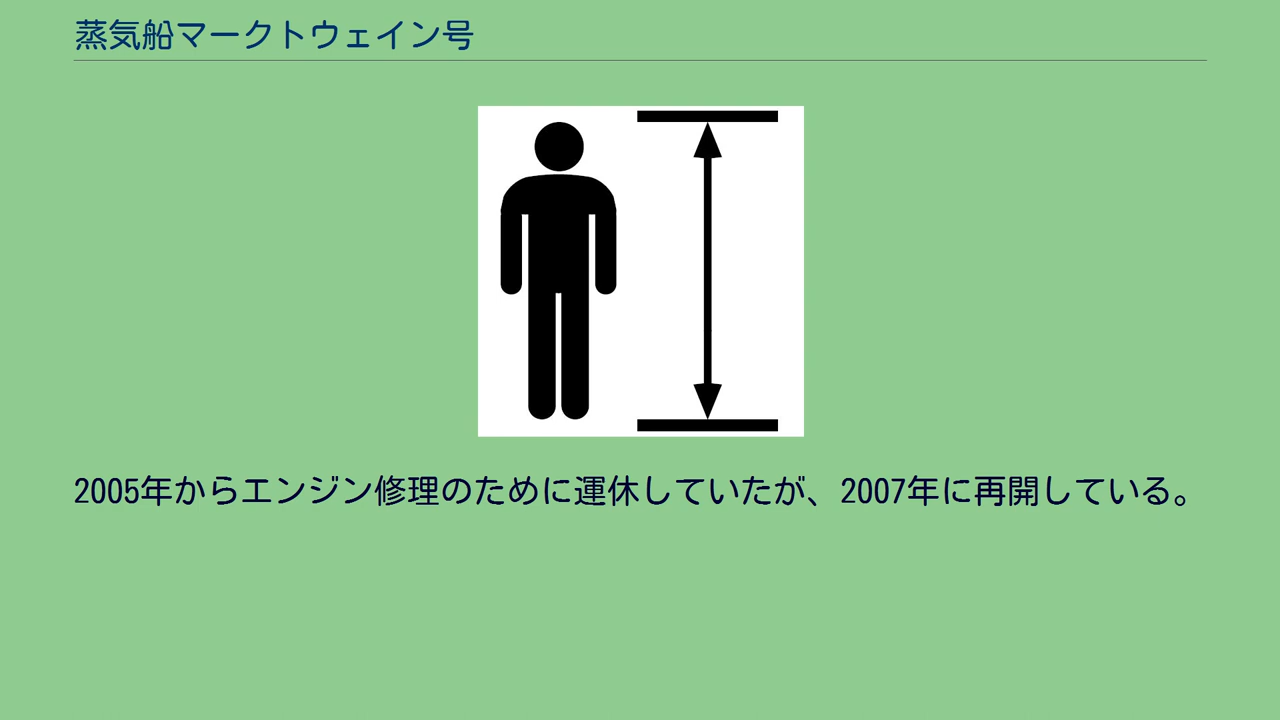 蒸気船マークトウェイン号
2005年からエンジン修理のために運休していたが、2007年に再開している。